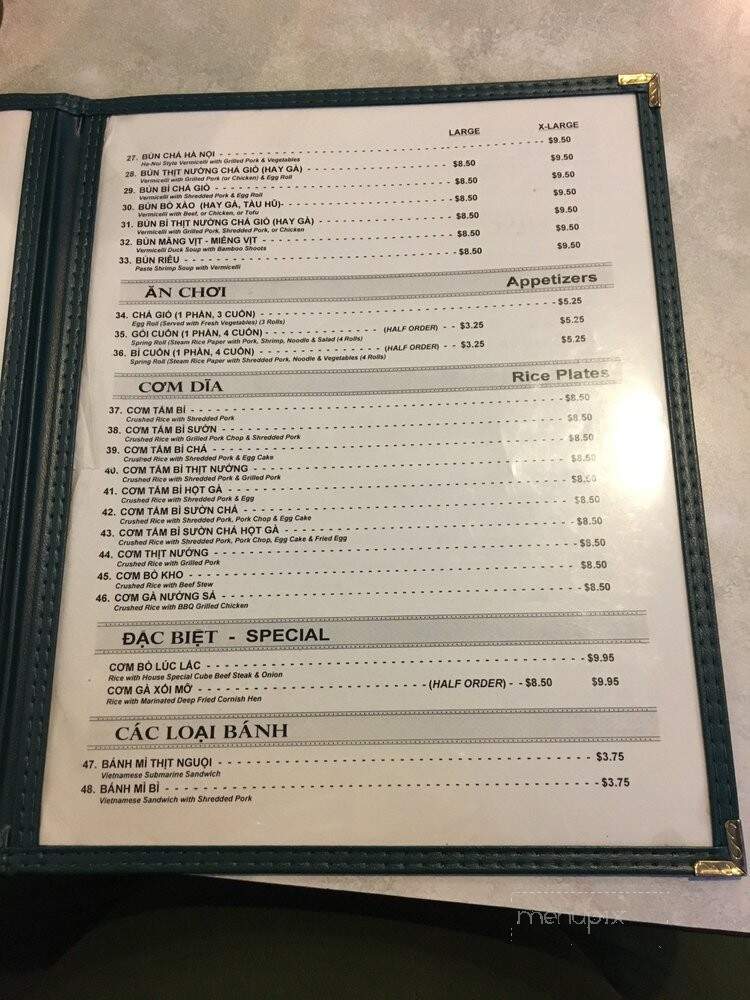 LARGE X-LARGE
27. BÚN CHẢ HÀ NỘI - - - $9.50
Ha-Noi Style Vermicelli with Grilled Pork & Vegetables
28. BÚN THỊT NƯỚNG CHẢ GIÒ (HAY GÀ) - - - $8.50 $9.50
Vermicelli with Grilled Pork (or Chicken) & Egg Roll
29. BÚN BÌ CHẢ GIÒ - - - $8.50 $9.50
Vermicelli with Shredded Pork & Egg Roll
30. BÚN BÒ XÀO (HAY GÀ, TÀU HŨ)- - - - $8.50 $9.50
Vermicelli with Beef, or Chicken, or Tofu
31. BÚN BÌ THỊT NƯỚNG CHẢ GIÒ (HAY GÀ) - - - $8.50 $9.50
Vermicelli with Grilled Pork, Shredded Pork, or Chicken
32. BÚN MĂNG VỊT - MIẾNG VỊT - - - $8.50 $9.50
Vermicelli Duck Soup with Bamboo Shoots
33. BÚN RIÊU - - - $8.50 $9.50
Paste Shrimp Soup with Vermicelli
ĂN CHƠI Appetizers
34. CHẢ GIÒ (1 PHẦN, 3 CUỐN) - - - $5.25
Egg Roll (Served with Fresh Vegetables) (3 Rolls)
35. GỎI CUỐN (1 PHẦN, 4 CUỐN) - - - (HALF ORDER) - - $3.25 $5.25
Spring Roll (Steam Rice Paper with Pork, Shrimp, Noodle & Salad (4 Rolls)
36. BÌ CUỐN (1 PHẦN, 4 CUỐN) - - - (HALF ORDER) - - $3.25 $5.25
Spring Roll (Steam Rice Paper with Shredded Pork, Noodle & Vegetables (4 Rolls)
CƠM DĨA Rice Plates
37. CƠM TẤM BÌ - - - $8.50
Crushed Rice with Shredded Pork
38. CƠM TẤM BÌ SƯỜN - - - $8.50
Crushed Rice with Grilled Pork Chop & Shredded Pork
39. CƠM TẤM BÌ CHẢ - - - $8.50
Crushed Rice with Shredded Pork & Egg Cake
40. CƠM TẤM BÌ THỊT NƯỚNG - - - $8.50
Crushed Rice with Shredded Pork & Grilled Pork
41. CƠM TẤM BÌ HỘT GÀ - - - $8.50
Crushed Rice with Shredded Pork & Egg
42. CƠM TẤM BÌ SƯỜN CHẢ - - - $8.50
Crushed Rice with Shredded Pork, Pork Chop & Egg Cake
43. CƠM TẤM BÌ SƯỜN CHẢ HỘT GÀ - - - $8.50
Crushed Rice with Shredded Pork, Pork Chop, Egg Cake & Fried Egg
44. CƠM THỊT NƯỚNG - - - $8.50
Crushed Rice with Grilled Pork
45. CƠM BÒ KHO - - - $8.50
Crushed Rice with Beef Stew
46. CƠM GÀ NƯỚNG SẢ - - - $8.50
Crushed Rice with BBQ Grilled Chicken
ĐẶC BIỆT - SPECIAL
CƠM BÒ LÚC LẮC - - - $9.95
Rice with House Special Cube Beef Steak & Onion
CƠM GÀ XỐI MỠ - - - (HALF ORDER) - - $8.50 $9.95
Rice with Marinated Deep Fried Cornish Hen
CÁC LOẠI BÁNH
47. BÁNH MÌ THỊT NGUỘI - - - $3.75
Vietnamese Submarine Sandwich
48. BÁNH MÌ BÌ - - - $3.75
Vietnamese Sandwich with Shredded Pork
menupix